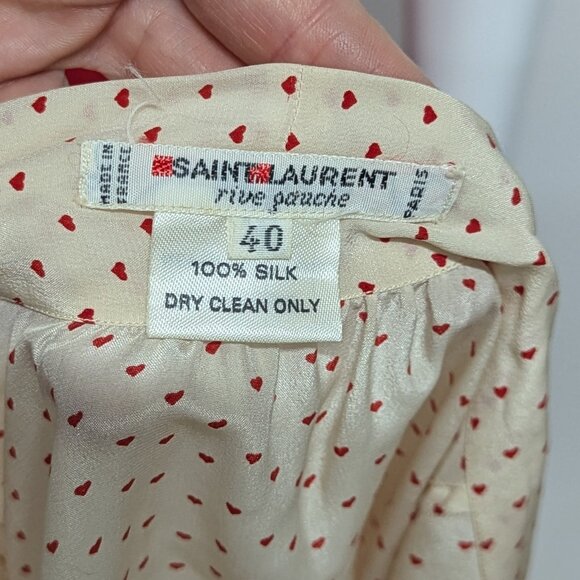 MADE IN
FRANCE
SAINT LAURENT
rive gauche
PARIS
40
100% SILK
DRY CLEAN ONLY